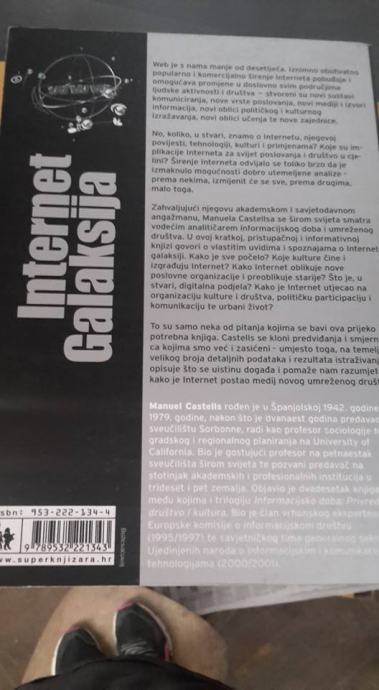 Internet
Galaksija
Web je s nama manje od desetljeća. Iznimno obuhvatno
popularno i komercijalno širenje Interneta pobuđuje i
omogućava promjene u doslovno svim područjima
ljudske aktivnosti i društva - stvoreni su novi sustavi
komuniciranja, nove vrste poslovanja, novi mediji i izvori
informacija, novi oblici političkog i kulturnog
izražavanja, novi oblici učenja te nove zajednice.
No, koliko, u stvari, znamo o Internetu, njegovoj
povijesti, tehnologiji, kulturi i primjenama? Koje su im-
plikacije Interneta za svijet poslovanja i društvo u cje-
lini? Širenje Interneta odvijalo se toliko brzo da je
izmaknulo mogućnosti dobro utemeljene analize -
prema nekima, izmijenit će se sve, prema drugima,
malo toga.
Zahvaljujući njegovu akademskom i savjetodavnom
angažmanu, Manuela Castellsa se širom svijeta smatra
vodećim analitičarem informacijskog doba i umreženog
društva. U ovoj kratkoj, pristupačnoj i informativnoj
knjizi govori o vlastitim uvidima i spoznajama o Internet
galaksiji. Kako je sve počelo? Koje kulture čine i
izgrađuju Internet? Kako Internet oblikuje nove
poslovne organizacije i preoblikuje starije? Što je, u
stvari, digitalna podjela? Kako je Internet utjecao na
organizaciju kulture i društva, političku participaciju i
komunikaciju te urbani život?
To su samo neka od pitanja kojima se bavi ova prijeko
potrebna knjiga. Castells se kloni predviđanja i smjern
ca kojima smo već i zasićeni - umjesto toga, na temelj
velikog broja detaljnih podataka i rezultata istraživanj
opisuje što se uistinu događa i pomaže nam razumjet
kako je Internet postao medij novog umreženog društ
Manuel Castells rođen je u Španjolskoj 1942. godine
1979. godine, nakon što je dvanaest godina predavao
sveučilištu Sorbonne, radi kao profesor sociologije t
gradskog i regionalnog planiranja na University of
California. Bio je gostujući profesor na petnaestak
sveučilišta širom svijeta te pozvani predavač na
stotinjak akademskih i profesionalnih institucija u
trideset i pet zemalja. Objavio je dvadesetak knjiga
među kojima i trilogiju Informacijsko doba: Privred
društvo i kultura. Bio je član vrhunskog ekspertno
Europske komisije o informacijskom društvu
(1995/1997) te savjetničkog tima generalnog
Ujedinjenih naroda o informacijskim i komunikac
tehnologijama (2000/2001).
sbn: 953-222-134-4
9 789532 221343
ww.superknjizara.hr